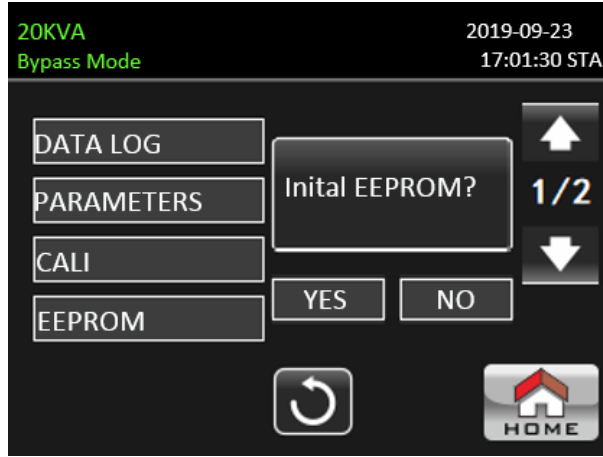 20KVA
2019-09-23
Bypass Mode
17:01:30 STA
DATA LOG
PARAMETERS
CALI
EEPROM
Inital EEPROM?
YES
NO
1/2
HOME